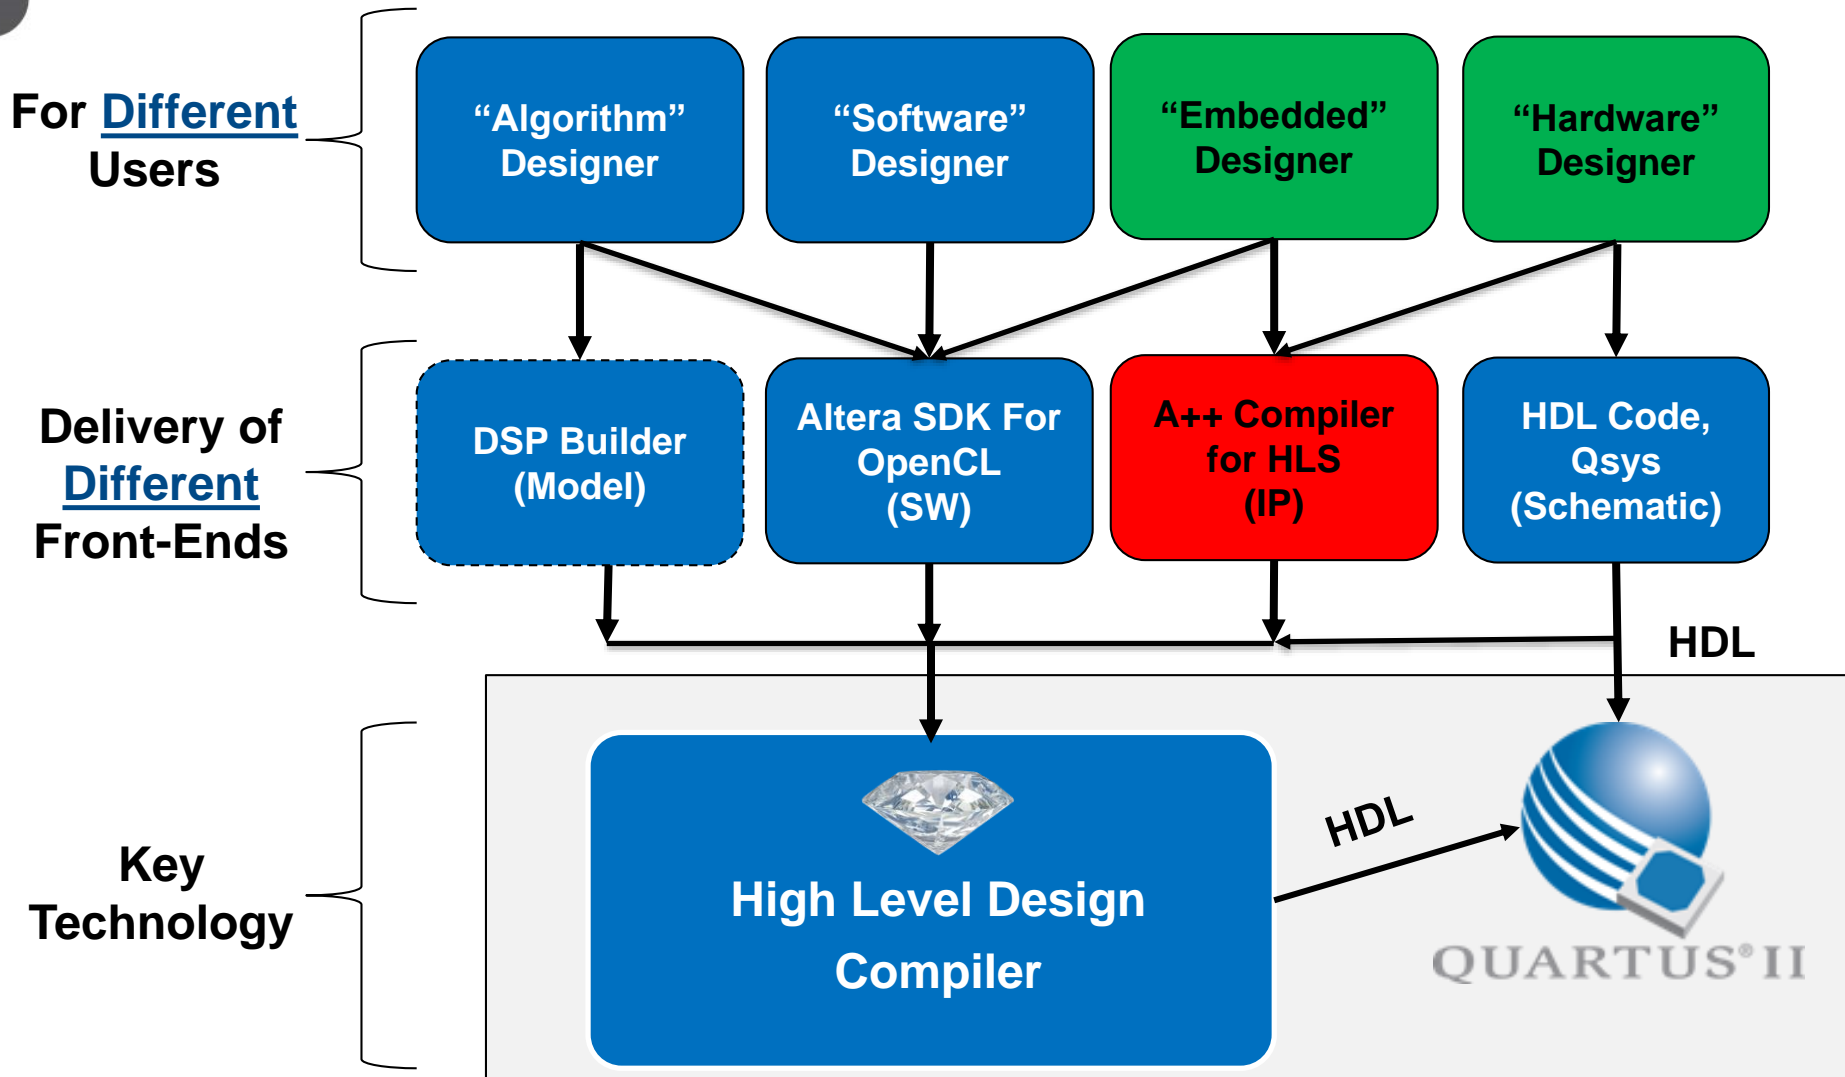 For Different
Users
“Algorithm”
Designer
“Software”
Designer
“Embedded”
Designer
“Hardware”
Designer
Delivery of
Different
Front-Ends
DSP Builder
(Model)
Altera SDK For
OpenCL
(SW)
A++ Compiler
for HLS
(IP)
HDL Code,
Qsys
(Schematic)
HDL
Key
Technology
High Level Design
Compiler
HDL
QUARTUS®II